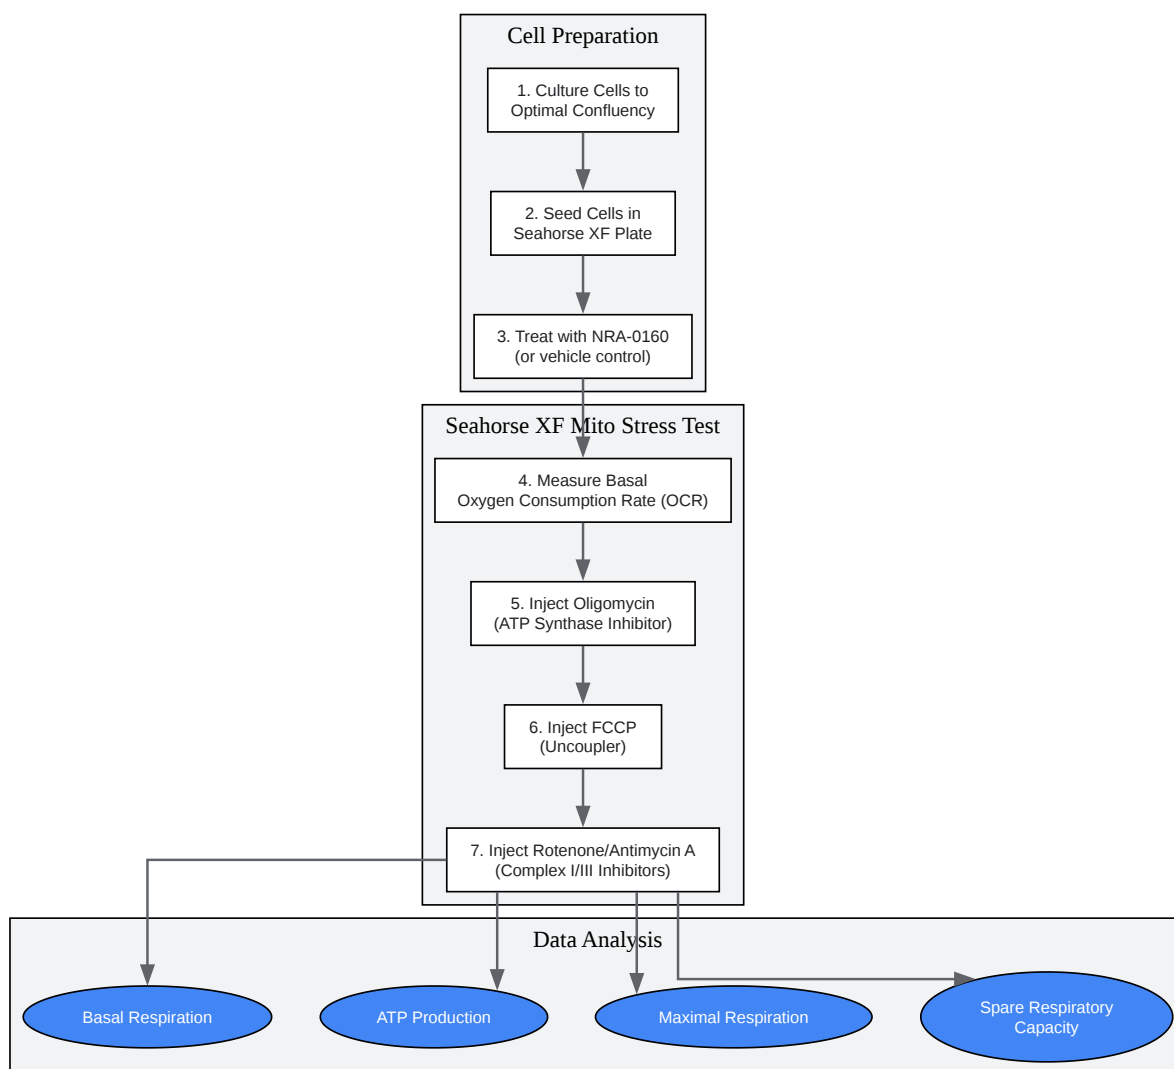 Cell Preparation
1. Culture Cells to
Optimal Confluency
2. Seed Cells in
Seahorse XF Plate
3. Treat with NRA-0160
(or vehicle control)
Seahorse XF Mito Stress Test
4. Measure Basal
Oxygen Consumption Rate (OCR)
5. Inject Oligomycin
(ATP Synthase Inhibitor)
6. Inject FCCP
(Uncoupler)
7. Inject Rotenone/Antimycin A
(Complex I/III Inhibitors)
Data Analysis
Basal Respiration
ATP Production
Maximal Respiration
Spare Respiratory
Capacity